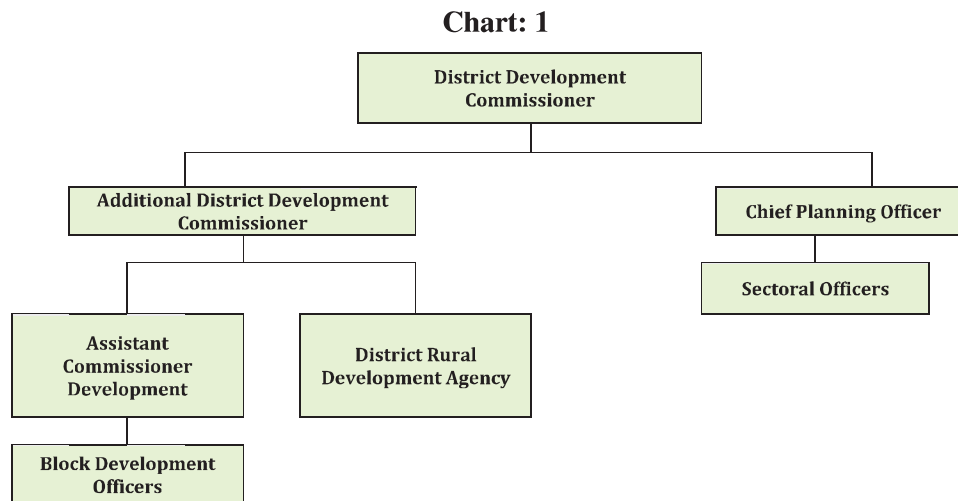 Chart: 1
District Development
Commissioner
Additional District Development
Commissioner
Chief Planning Officer
Sectoral Officers
Assistant
Commissioner
Development
District Rural
Development Agency
Block Development
Officers